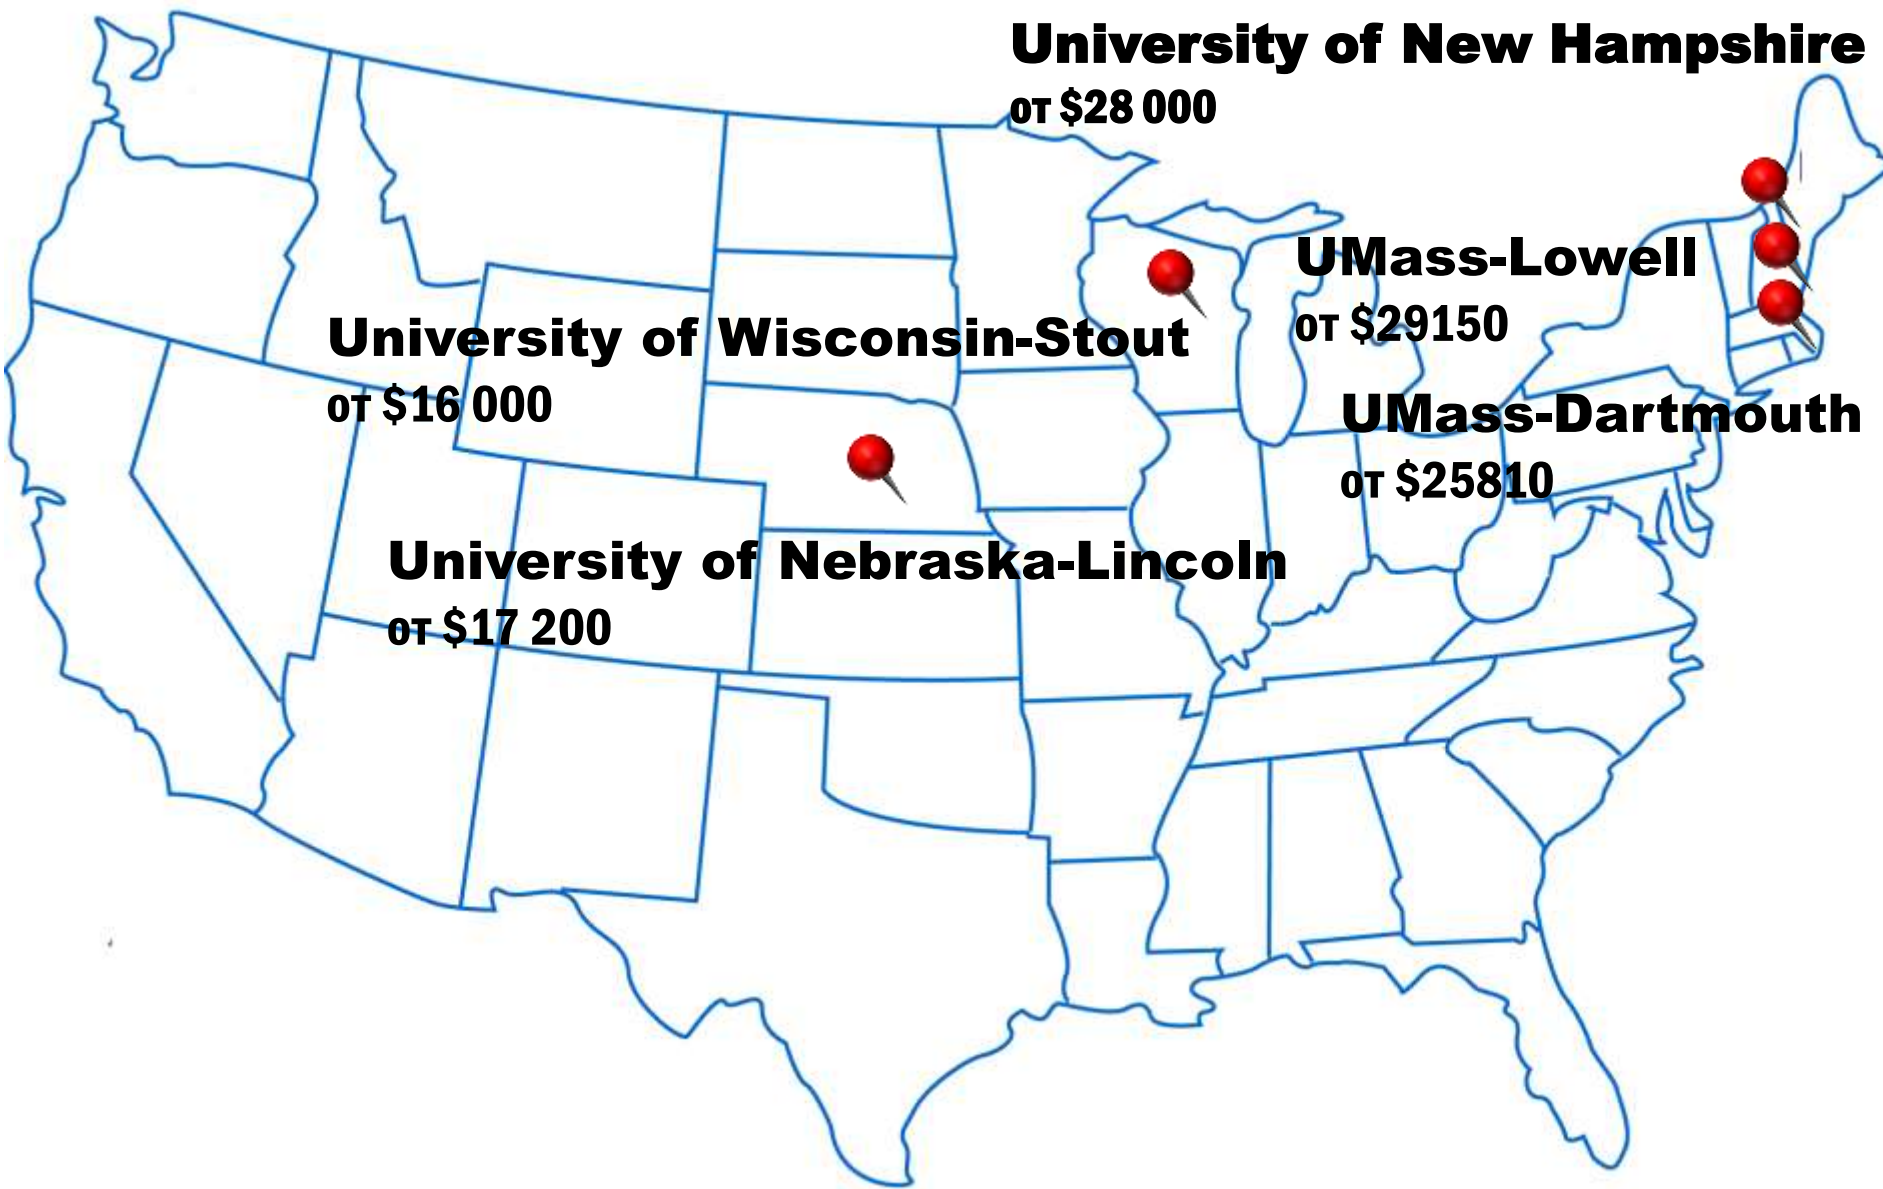 University of New Hampshire
от $28 000
UMass-Lowell
от $29150
University of Wisconsin-Stout
от $16 000
UMass-Dartmouth
от $25810
University of Nebraska-Lincoln
от $17 200